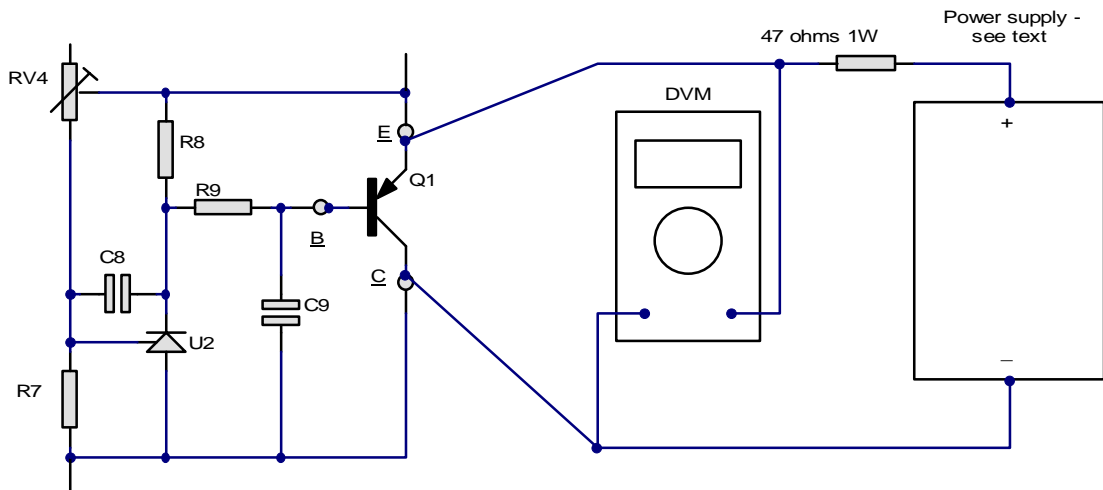 Power supply -
see text
47 ohms 1W
RV4
DVM
E
+
R8
Q1
R9
B
C8
C
C9
U2
–
R7